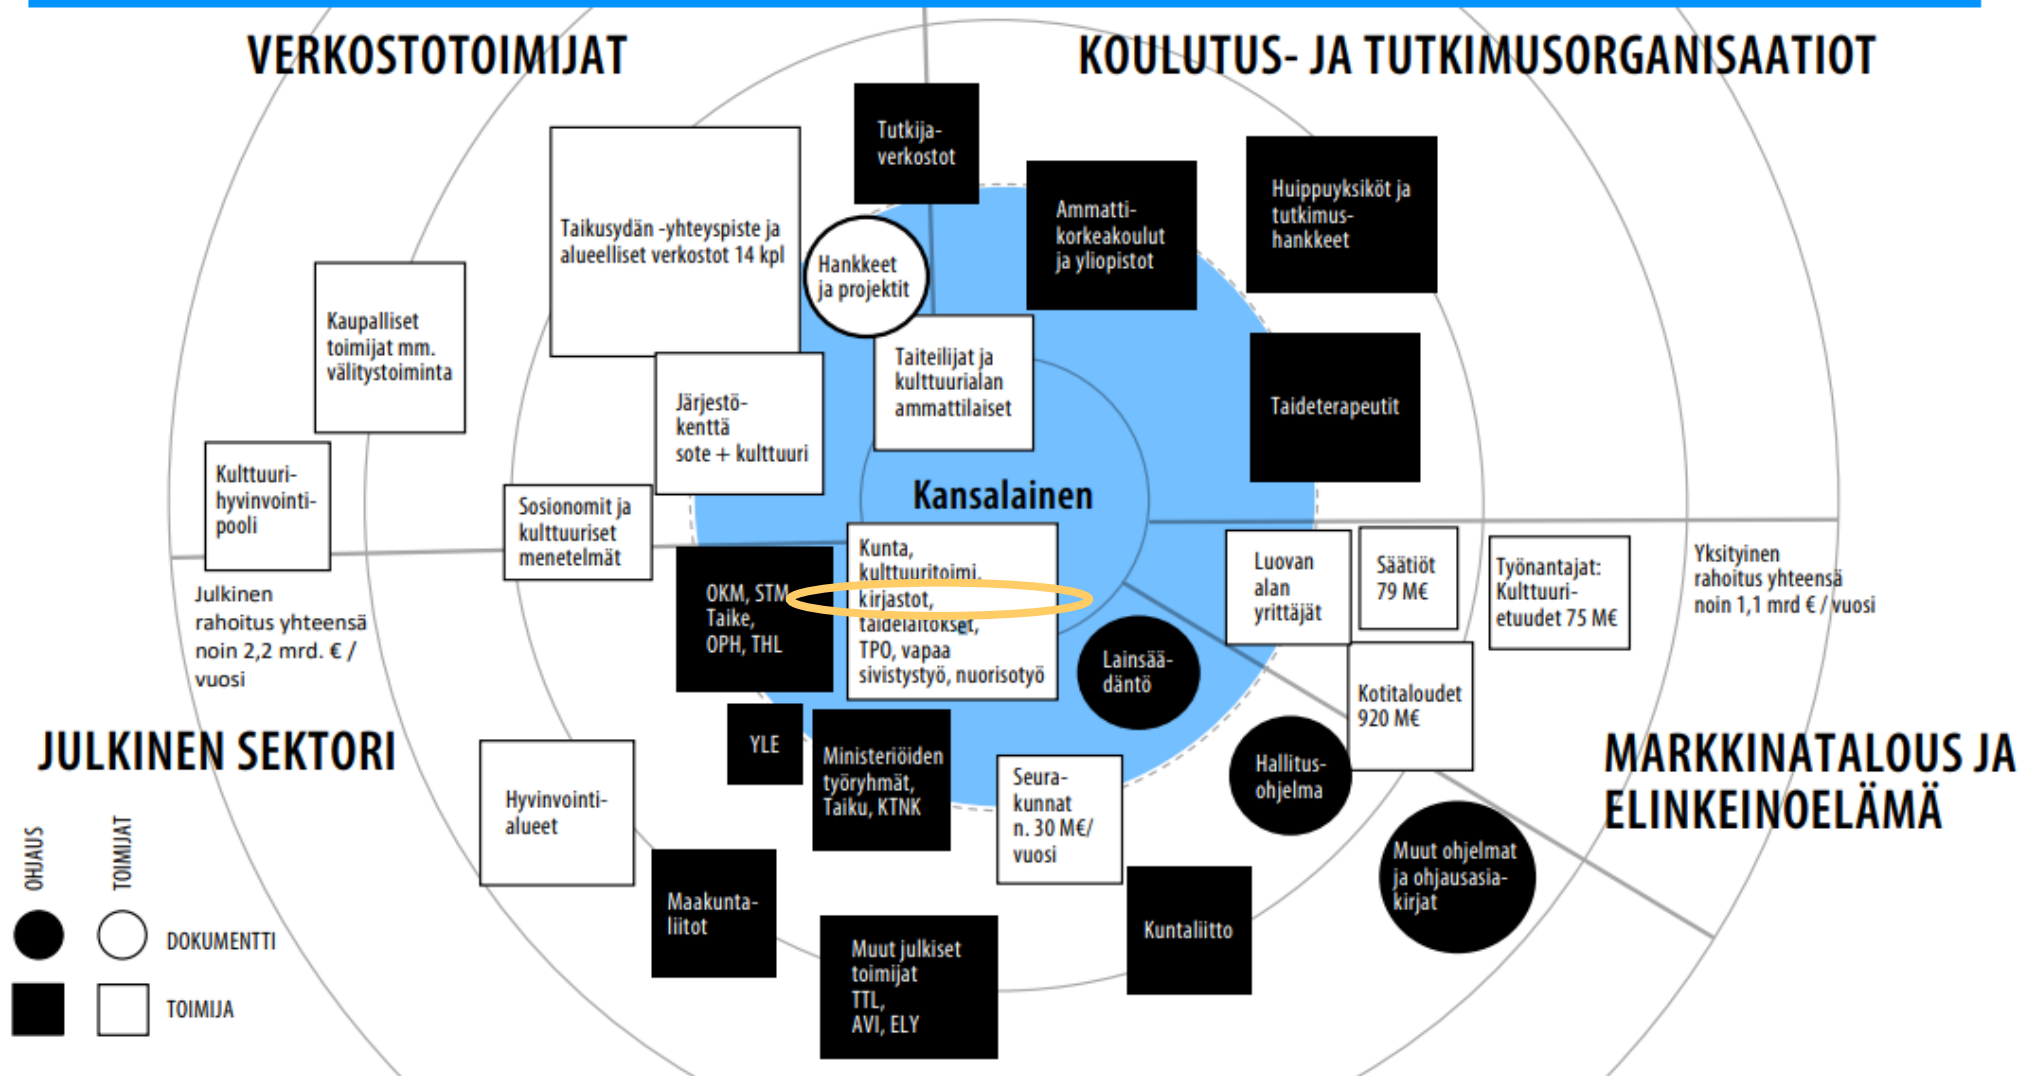 VERKOSTOTOIMIJAT
KOULUTUS- JA TUTKIMUSORGANISAATIOT
Tutkija-
verkostot
Ammatti-
korkeakoulut
ja yliopistot
Huippuyksiköt ja
tutkimus-
hankkeet
Taikusydän -yhteyspiste ja
alueelliset verkostot 14 kpl
Hankkeet
ja projektit
Kaupalliset
toimijat mm.
välitystoiminta
Taiteilijat ja
kulttuurialan
ammattilaiset
Järjestö-
kenttä
sote + kulttuuri
Taideterapeutit
Kulttuuri-
hyvinvointi-
pooli
Sosionomit ja
kulttuuriset
menetelmät
Kansalainen
Kunta,
kulttuuritoimi,
kirjastot,
taidelaitokset,
TPO, vapaa
sivistystyö, nuorisotyö
OKM, STM
Taike,
OPH, THL
Luovan
alan
yrittäjät
Säätiöt
79 M€
Työnantajat:
Kulttuuri-
etuudet 75 M€
Yksityinen
rahoitus yhteensä
noin 1,1 mrd € / vuosi
Julkinen
rahoitus yhteensä
noin 2,2 mrd. € /
vuosi
Lainsää-
däntö
Kotitaloudet
920 M€
JULKINEN SEKTORI
YLE
Ministeriöiden
työryhmät,
Taiku, KTNK
Seura-
kunnat
n. 30 M€/
vuosi
Hallitus-
ohjelma
MARKKINATALOUS JA
ELINKEINOELÄMÄ
Hyvinvointi-
alueet
Muut ohjelmat
ja ohjausasia-
kirjat
Maakunta-
liitot
Muut julkiset
toimijat
TTL,
AVI, ELY
Kuntaliitto
OHJAUS
TOIMIJAT
DOKUMENTTI
TOIMIJA